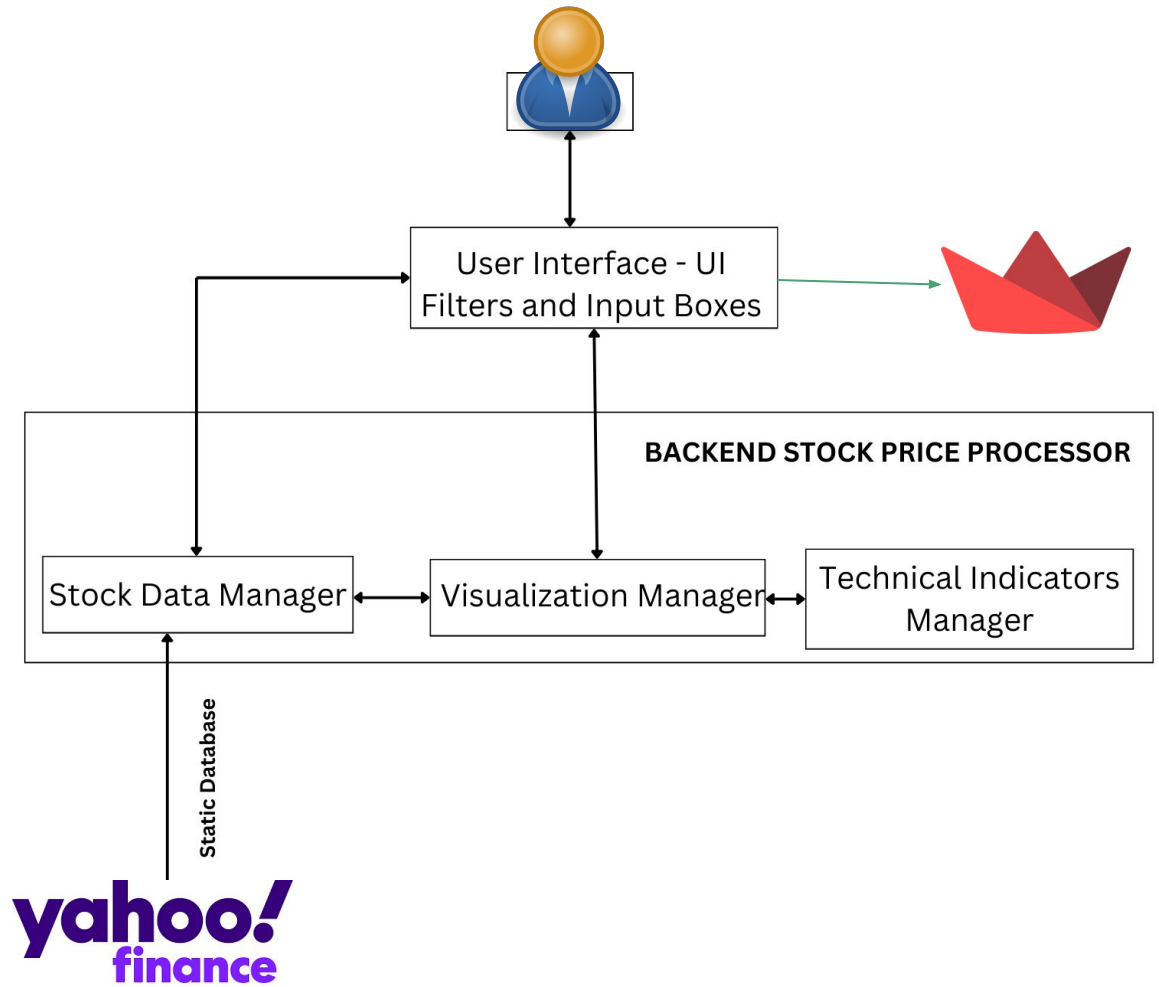 User Interface - UI
Filters and Input Boxes
BACKEND STOCK PRICE PROCESSOR
Stock Data Manager
Visualization Manager
Technical Indicators
Manager
Static Database
yahoo!
finance